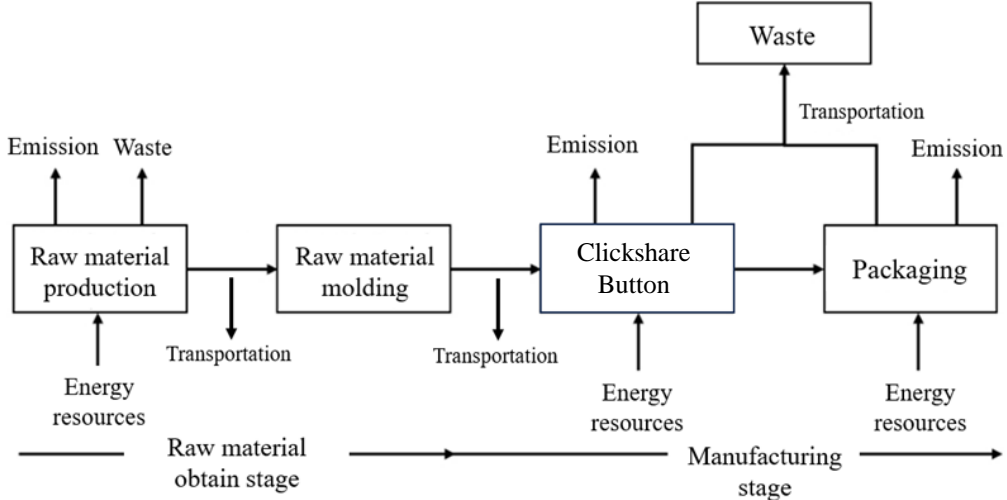 Waste
Transportation
Emission
Waste
Emission
Emission
Raw material
production
Raw material
molding
Clickshare
Button
Packaging
Transportation
Transportation
Energy
resources
Energy
resources
Energy
resources
Raw material
obtain stage
Manufacturing
stage